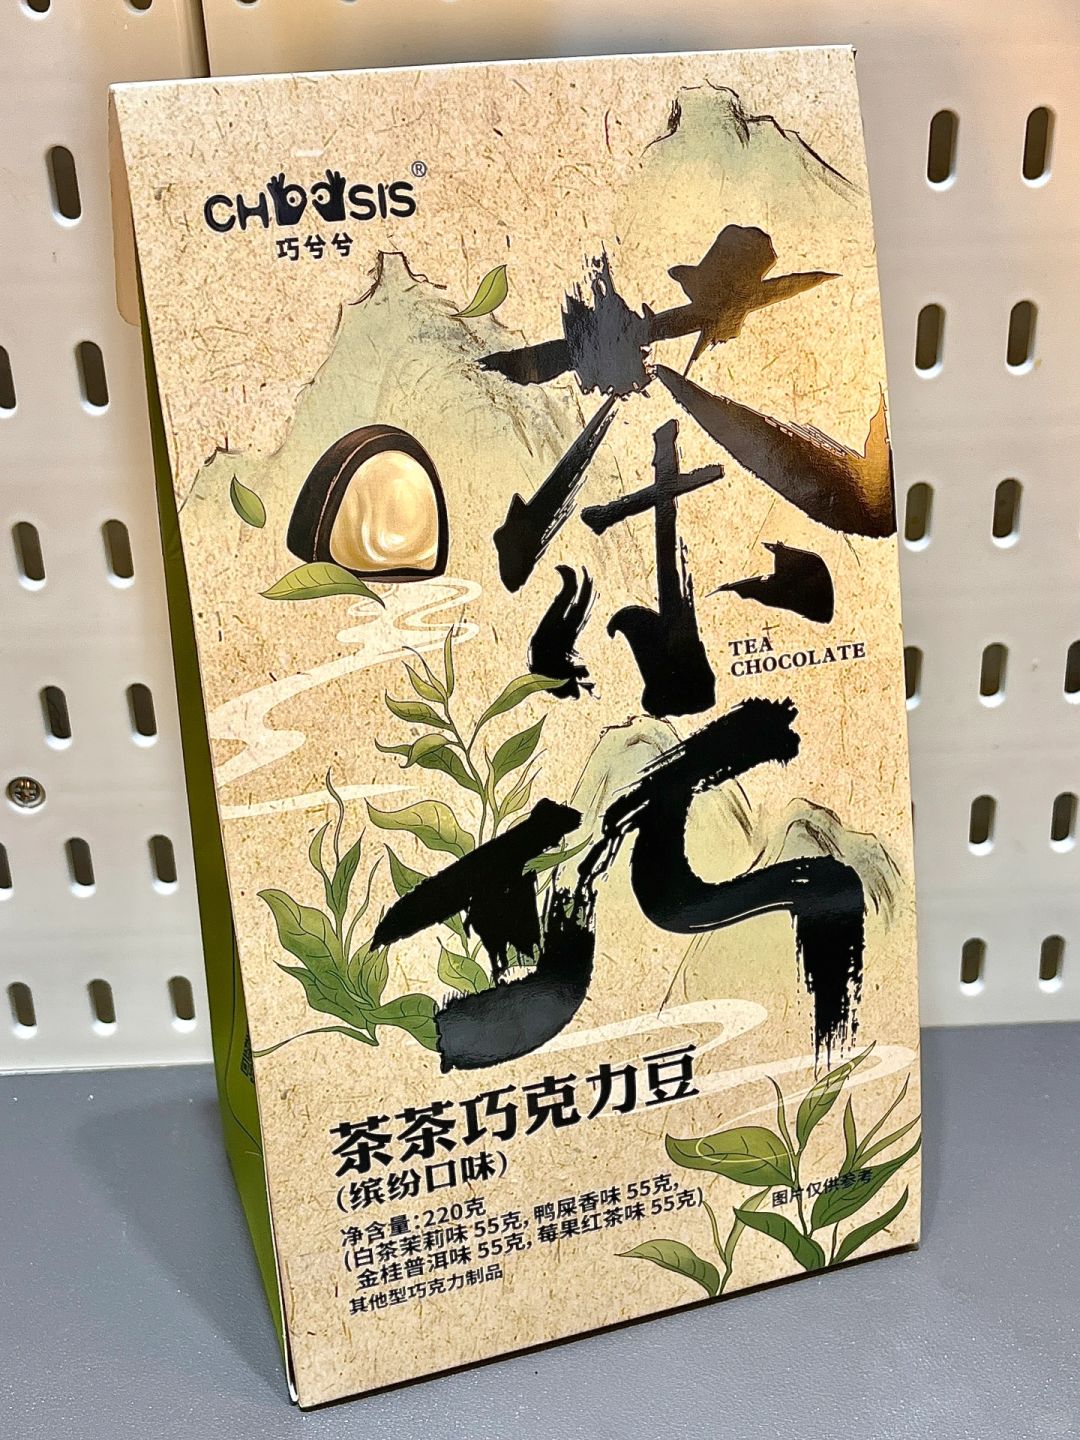 CHOOSIS®
巧兮兮
茶巧
TEA
CHOCOLATE
茶茶巧克力豆
(缤纷口味)
净含量:220克
(白茶茉莉味 55克, 鸭屎香味 55克,
金桂普洱味 55克, 莓果红茶味 55克)
其他型巧克力制品
图片仅供参考